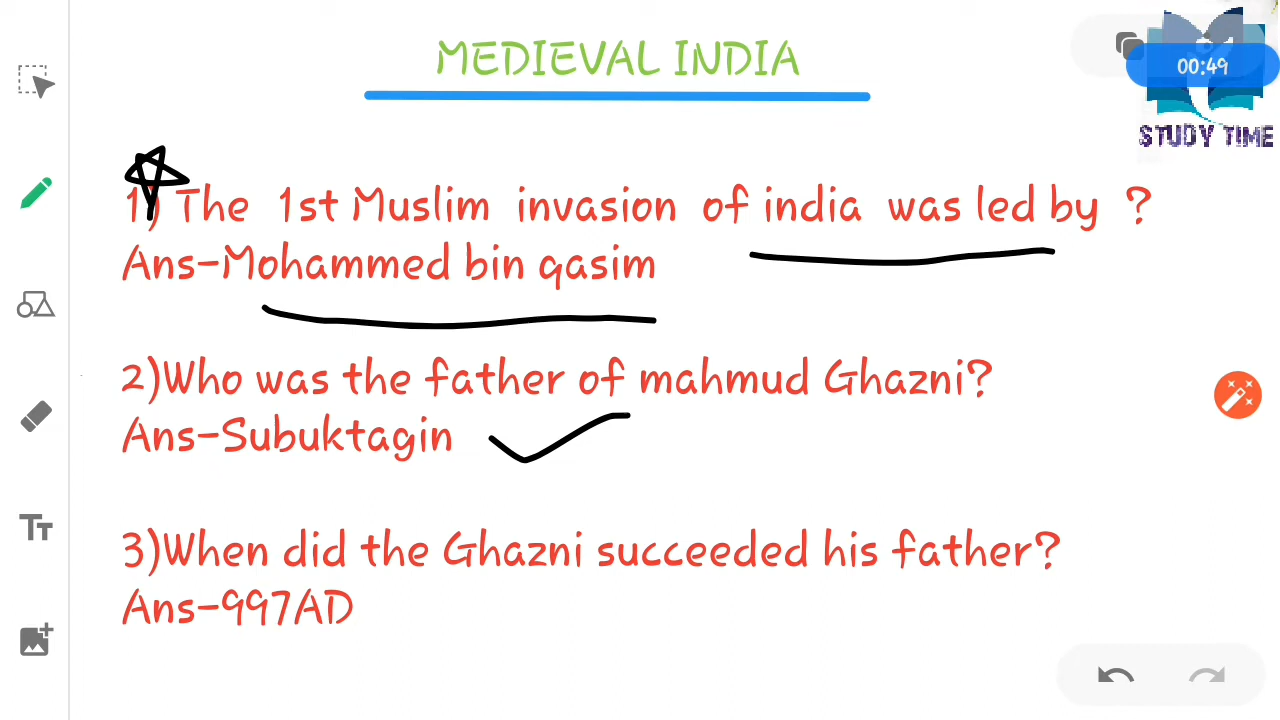 MEDIEVAL INDIA
00:49
STUDY TIME
1) The 1st Muslim invasion of india was led by ?
Ans-Mohammed bin qasim
2)Who was the father of mahmud Ghazni?
Ans-Subuktagin
3)When did the Ghazni succeeded his father?
Ans-997AD
TT